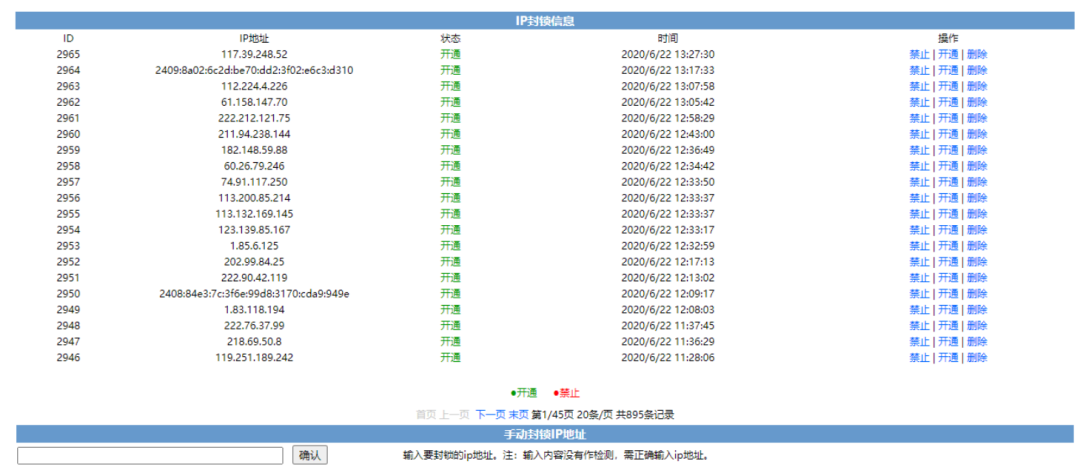 IP封锁信息
ID IP地址 状态 时间 操作
2965 117.39.248.52 开通 2020/6/22 13:27:30 禁止 | 开通 | 删除
2964 2409:8a02:6c2d:be70:dd2:3f02:e6c3:d310 开通 2020/6/22 13:17:33 禁止 | 开通 | 删除
2963 112.224.4.226 开通 2020/6/22 13:07:58 禁止 | 开通 | 删除
2962 61.158.147.70 开通 2020/6/22 13:05:42 禁止 | 开通 | 删除
2961 222.212.121.75 开通 2020/6/22 12:58:29 禁止 | 开通 | 删除
2960 211.94.238.144 开通 2020/6/22 12:43:00 禁止 | 开通 | 删除
2959 182.148.59.88 开通 2020/6/22 12:36:49 禁止 | 开通 | 删除
2958 60.26.79.246 开通 2020/6/22 12:34:42 禁止 | 开通 | 删除
2957 74.91.117.250 开通 2020/6/22 12:33:50 禁止 | 开通 | 删除
2956 113.200.85.214 开通 2020/6/22 12:33:37 禁止 | 开通 | 删除
2955 113.132.169.145 开通 2020/6/22 12:33:37 禁止 | 开通 | 删除
2954 123.139.85.167 开通 2020/6/22 12:33:17 禁止 | 开通 | 删除
2953 1.85.6.125 开通 2020/6/22 12:32:59 禁止 | 开通 | 删除
2952 202.99.84.25 开通 2020/6/22 12:17:13 禁止 | 开通 | 删除
2951 222.90.42.119 开通 2020/6/22 12:13:02 禁止 | 开通 | 删除
2950 2408:84e3:7c:3f6e:99d8:3170:cda9:949e 开通 2020/6/22 12:09:17 禁止 | 开通 | 删除
2949 1.83.118.194 开通 2020/6/22 12:08:03 禁止 | 开通 | 删除
2948 222.76.37.99 开通 2020/6/22 11:37:45 禁止 | 开通 | 删除
2947 218.69.50.8 开通 2020/6/22 11:36:29 禁止 | 开通 | 删除
2946 119.251.189.242 开通 2020/6/22 11:28:06 禁止 | 开通 | 删除
●开通 ●禁止
首页 上一页 下一页 末页 第1/45页 20条/页 共895条记录
手动封锁IP地址
确认 输入要封锁的ip地址。注：输入内容没有作检测，需正确输入ip地址。